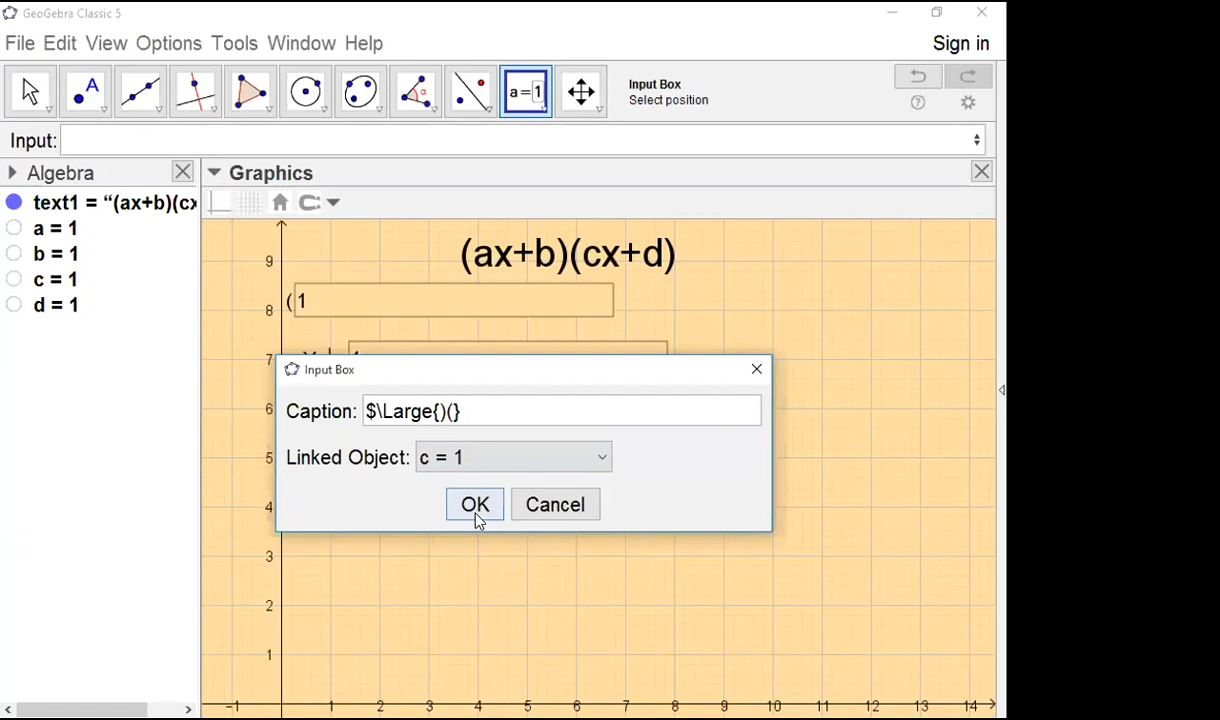 GeoGebra Classic 5
File Edit View Options Tools Window Help
Sign in
A
α
a = 1
Input Box
Select position
Input:
Algebra
Graphics
text1 = “(ax+b)(cx
a = 1
b = 1
c = 1
d = 1
(ax+b)(cx+d)
( 1
9
8
7
6
5
4
3
2
1
Input Box
Caption: $\Large{)(}
Linked Object: c = 1
OK Cancel
−1 1 2 3 4 5 6 7 8 9 10 11 12 13 14